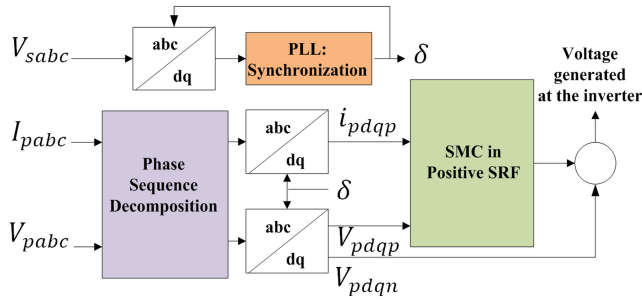 V_sabc
abc
dq
PLL:
Synchronization
δ
Voltage
generated
at the inverter
I_pabc
Phase
Sequence
Decomposition
abc
dq
i_pdqp
SMC in
Positive SRF
δ
V_pabc
abc
dq
V_pdqp
V_pdqn